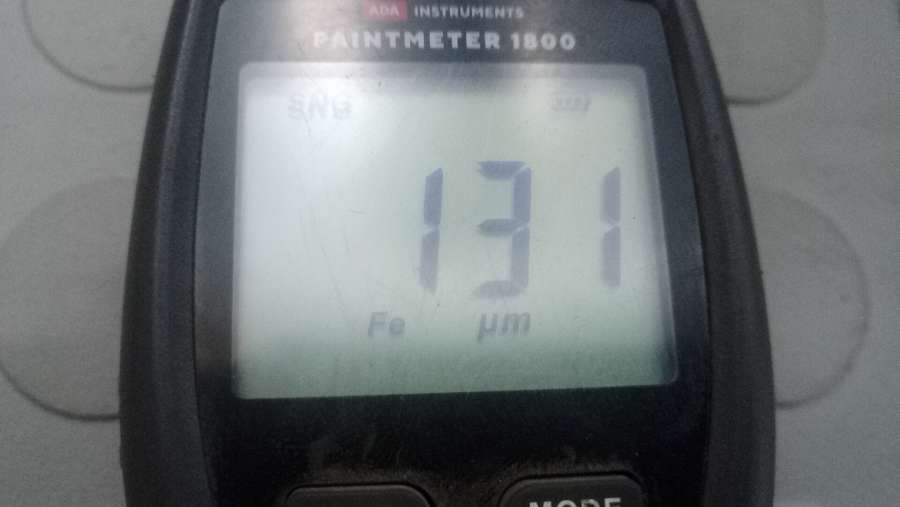 ADA INSTRUMENTS
PAINTMETER 1800
SNG
131
Fe µm
MODE